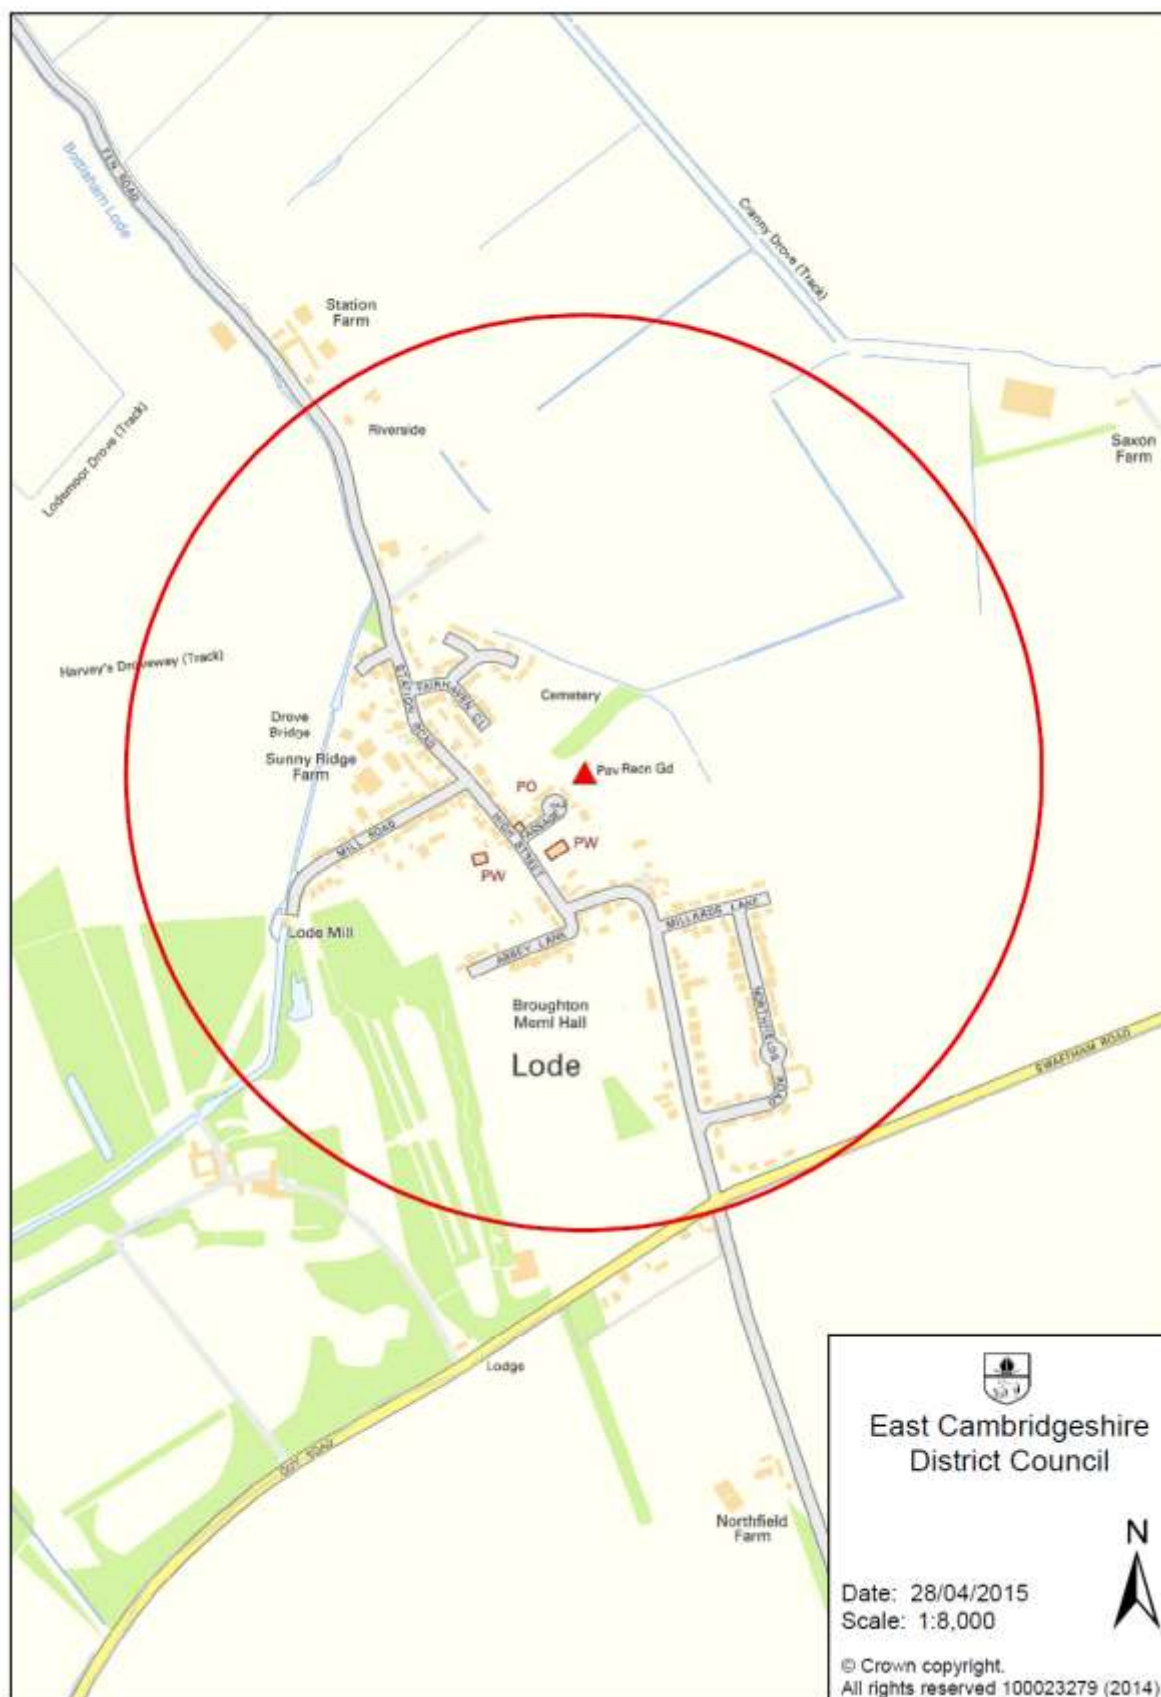 FEN ROAD
Bottisham Lode
Cranny Drove (Track)
Station
Farm
Lodemoor Drove (Track)
Riverside
Saxon
Farm
Harvey's Droveway (Track)
STATION ROAD
FAIRHAVEN CL
Cemetery
Drove
Bridge
Sunny Ridge
Farm
Pav Recn Gd
PO
MILL ROAD
HIGH STREET
PW
PW
MILLARDS LANE
Lode Mill
ABBEY LANE
Broughton
Meml Hall
NORTHFIELDS ROAD
Lode
SWAFFHAM ROAD
Lodge
QUY ROAD
Northfield
Farm
East Cambridgeshire
District Council
N
Date: 28/04/2015
Scale: 1:8,000
© Crown copyright.
All rights reserved 100023279 (2014)